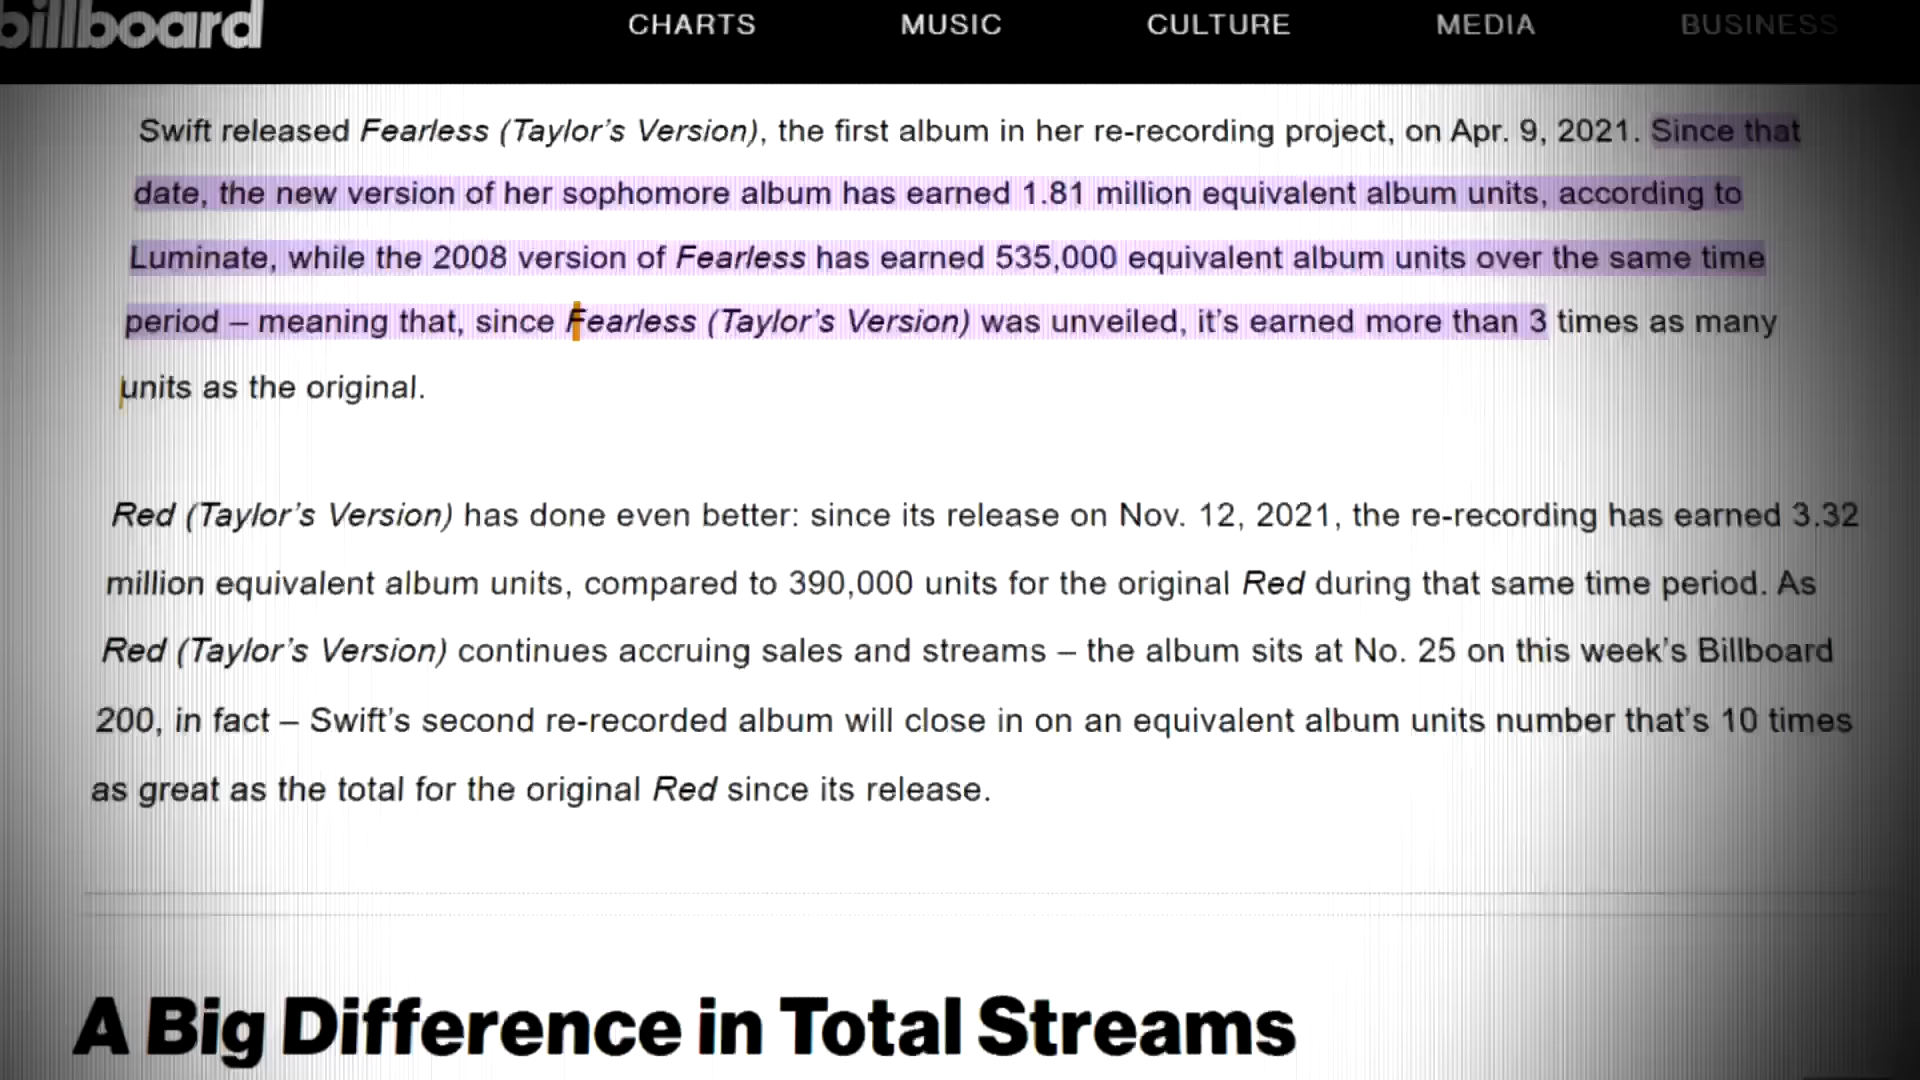 billboard
CHARTS MUSIC CULTURE MEDIA BUSINESS
Swift released Fearless (Taylor’s Version), the first album in her re-recording project, on Apr. 9, 2021. Since that
date, the new version of her sophomore album has earned 1.81 million equivalent album units, according to
Luminate, while the 2008 version of Fearless has earned 535,000 equivalent album units over the same time
period – meaning that, since Fearless (Taylor’s Version) was unveiled, it’s earned more than 3 times as many
units as the original.
Red (Taylor’s Version) has done even better: since its release on Nov. 12, 2021, the re-recording has earned 3.32
million equivalent album units, compared to 390,000 units for the original Red during that same time period. As
Red (Taylor’s Version) continues accruing sales and streams – the album sits at No. 25 on this week’s Billboard
200, in fact – Swift’s second re-recorded album will close in on an equivalent album units number that’s 10 times
as great as the total for the original Red since its release.
A Big Difference in Total Streams